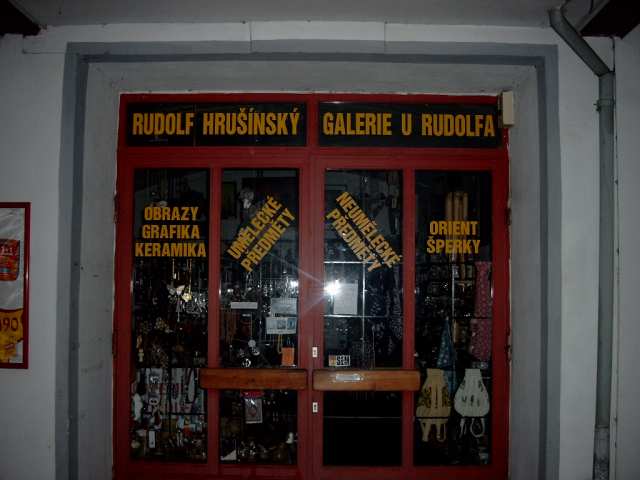 RUDOLF HRUŠÍNSKÝ
GALERIE U RUDOLFA
OBRAZY
GRAFIKA
KERAMIKA
UMĚLECKÉ
PŘEDMĚTY
NEUMĚLECKÉ
PŘEDMĚTY
ORIENT
ŠPERKY